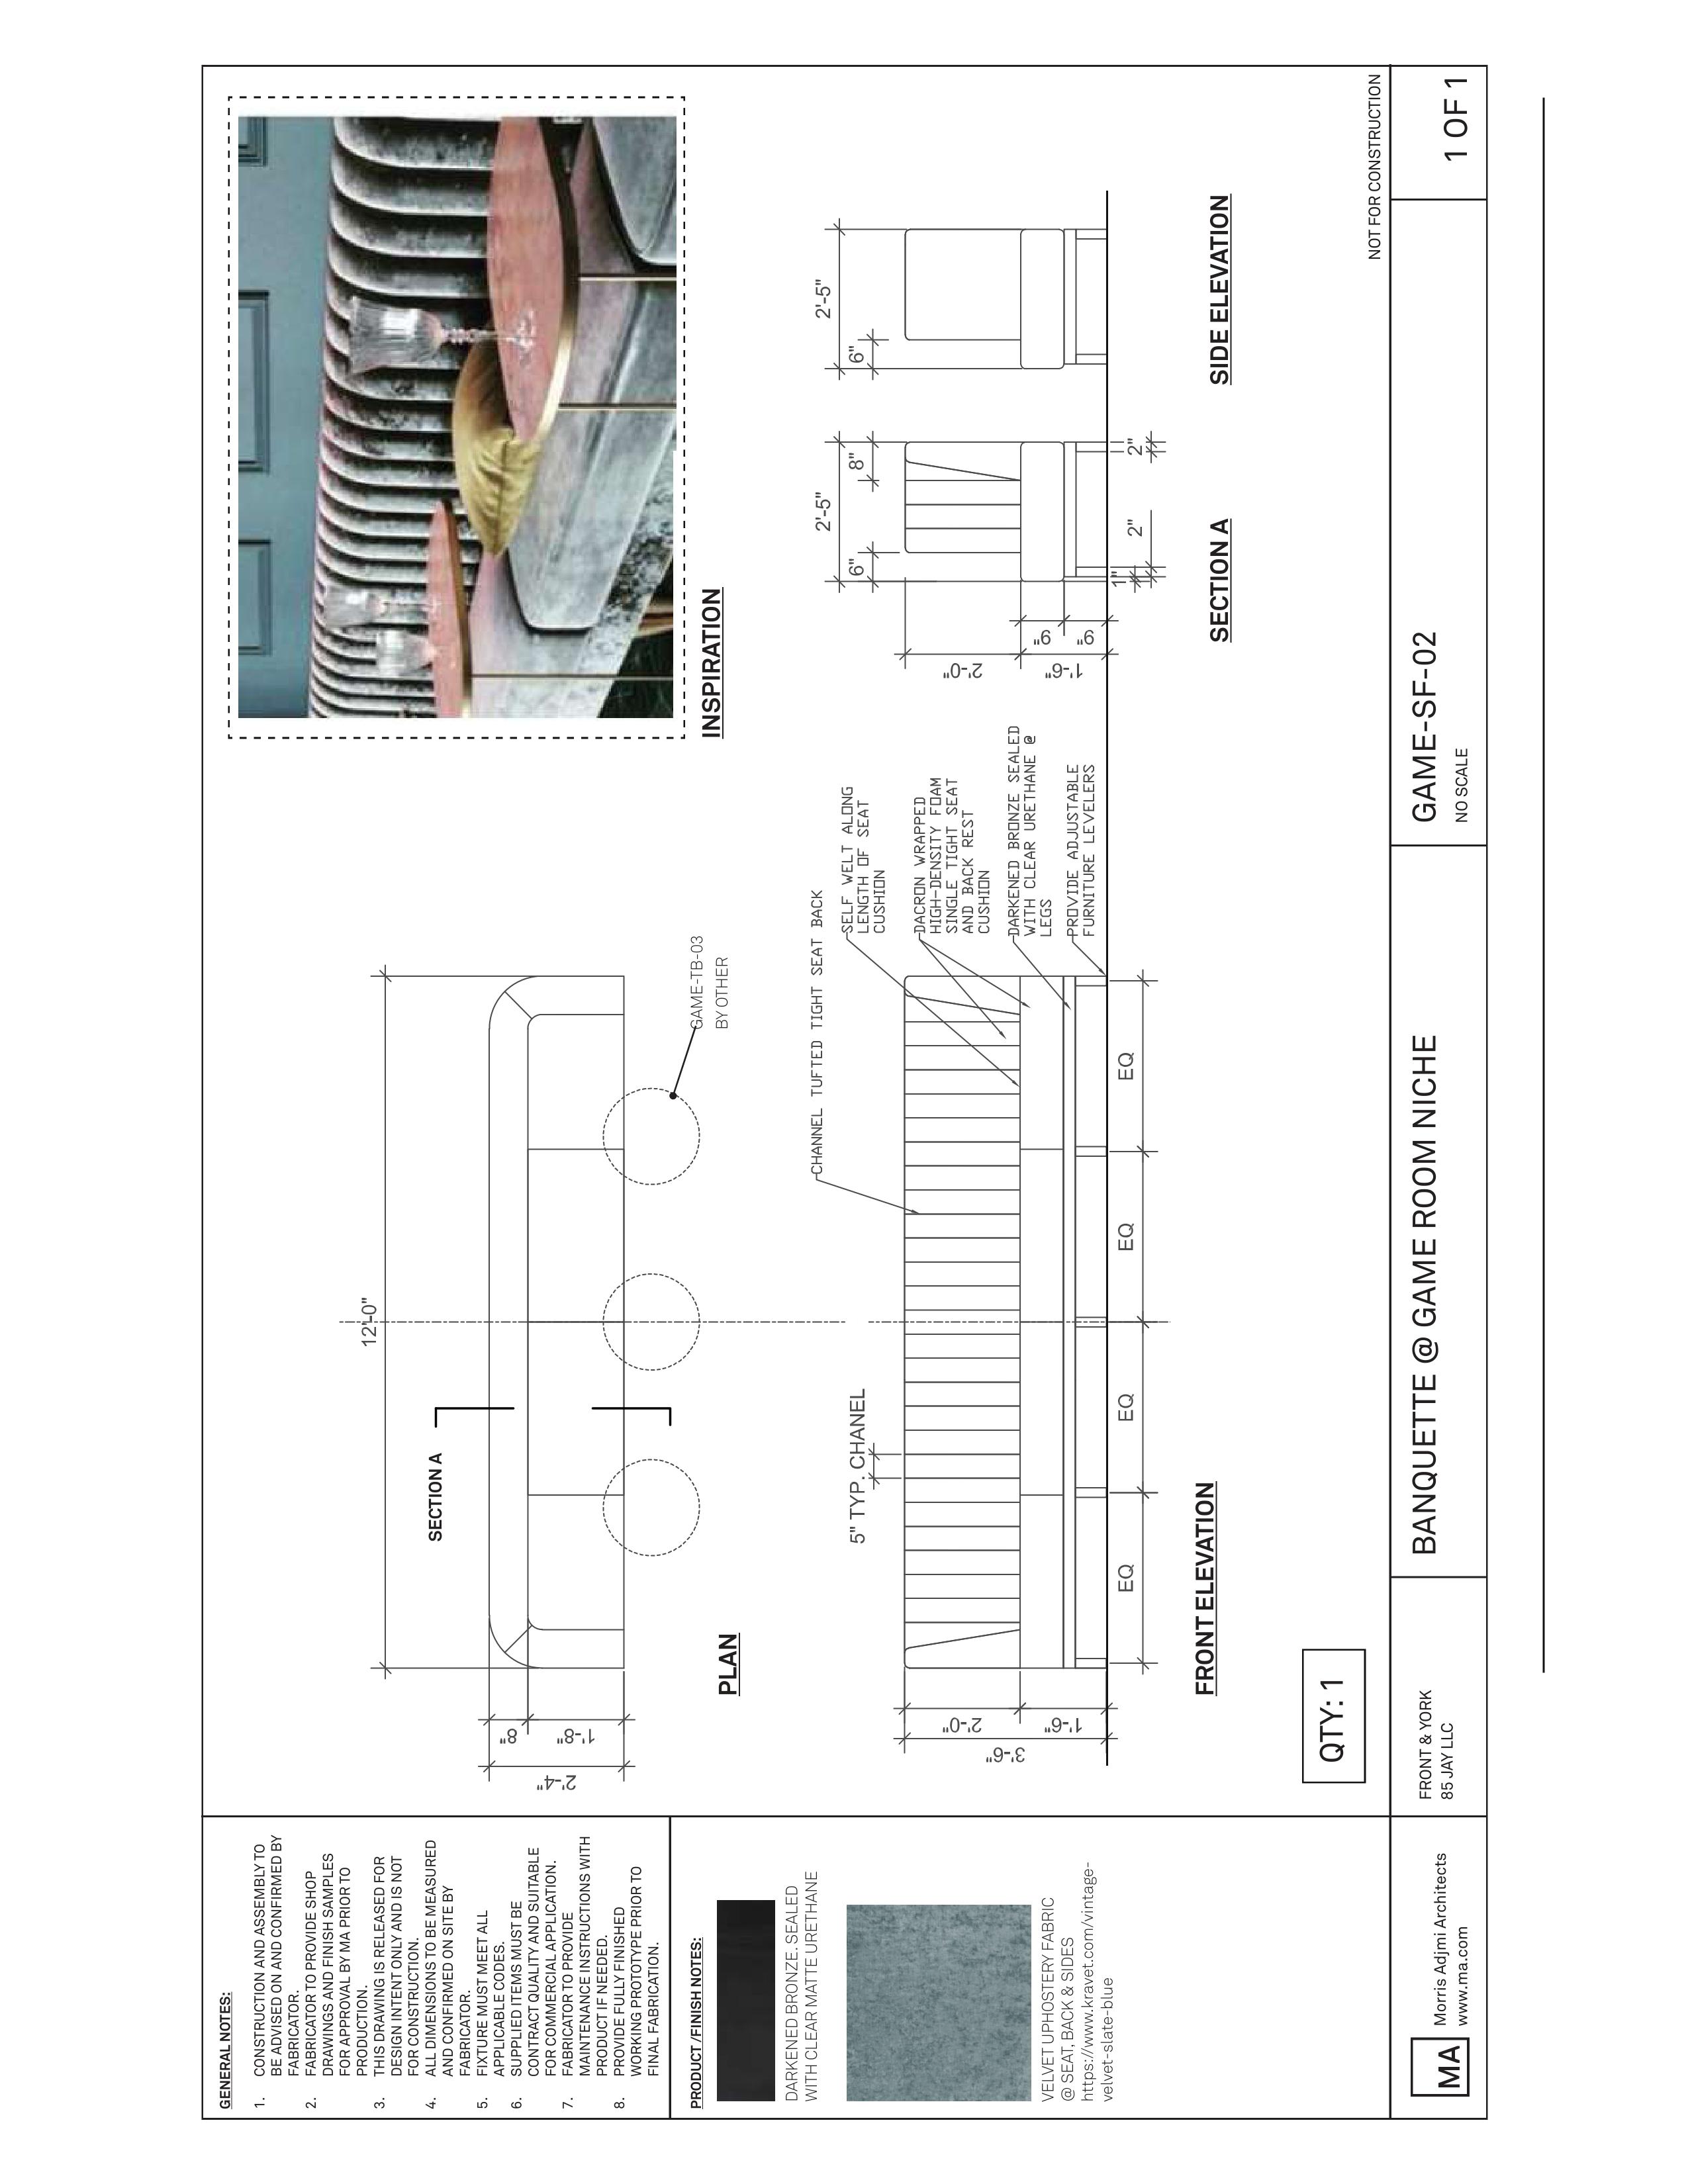 GENERAL NOTES:
1. CONSTRUCTION AND ASSEMBLY TO
BE ADVISED ON AND CONFIRMED BY
FABRICATOR.
2. FABRICATOR TO PROVIDE SHOP
DRAWINGS AND FINISH SAMPLES
FOR APPROVAL BY MA PRIOR TO
PRODUCTION.
3. THIS DRAWING IS RELEASED FOR
DESIGN INTENT ONLY AND IS NOT
FOR CONSTRUCTION.
4. ALL DIMENSIONS TO BE MEASURED
AND CONFIRMED ON SITE BY
FABRICATOR.
5. FIXTURE MUST MEET ALL
APPLICABLE CODES.
6. SUPPLIED ITEMS MUST BE
CONTRACT QUALITY AND SUITABLE
FOR COMMERCIAL APPLICATION.
7. FABRICATOR TO PROVIDE
MAINTENANCE INSTRUCTIONS WITH
PRODUCT IF NEEDED.
8. PROVIDE FULLY FINISHED
WORKING PROTOTYPE PRIOR TO
FINAL FABRICATION.
PRODUCT /FINISH NOTES:
DARKENED BRONZE. SEALED
WITH CLEAR MATTE URETHANE
VELVET UPHOSTERY FABRIC
@ SEAT, BACK & SIDES
https://www.kravet.com/vintage-
velvet-slate-blue
12'-0"
SECTION A
8"
2'-4"
1'-8"
GAME-TB-03
BY OTHER
PLAN
INSPIRATION
CHANNEL TUFTED TIGHT SEAT BACK
5" TYP. CHANEL
SELF WELT ALONG
LENGTH OF SEAT
CUSHION
DACRON WRAPPED
HIGH-DENSITY FOAM
SINGLE TIGHT SEAT
AND BACK REST
CUSHION
DARKENED BRONZE SEALED
WITH CLEAR URETHANE @
LEGS
PROVIDE ADJUSTABLE
FURNITURE LEVELERS
2'-0"
3'-6"
1'-6"
EQ EQ EQ EQ
FRONT ELEVATION
2'-5"
6" 8"
2'-0"
1'-6"
9"
9"
1"
2" 2"
SECTION A
2'-5"
6"
SIDE ELEVATION
QTY: 1
NOT FOR CONSTRUCTION
MA
Morris Adjmi Architects
www.ma.com
FRONT & YORK
85 JAY LLC
BANQUETTE @ GAME ROOM NICHE
GAME-SF-02
NO SCALE
1 OF 1